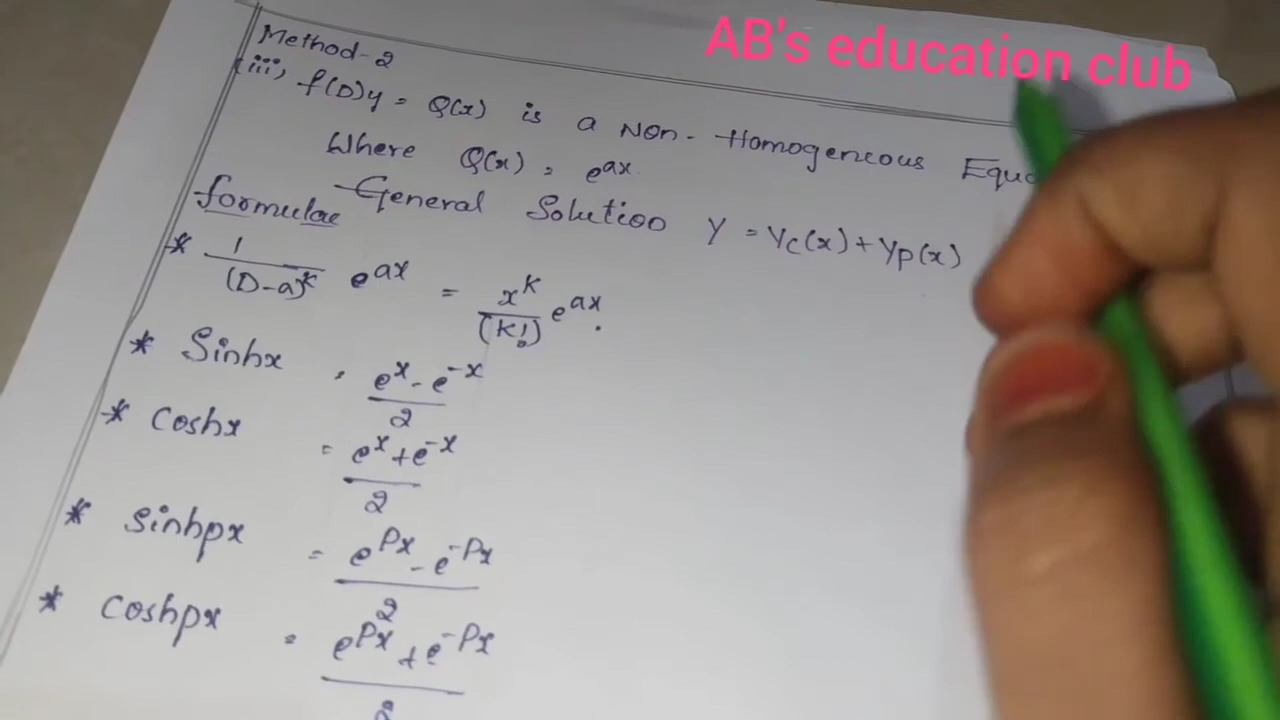 AB's education club
Method-2
(iii) f(D)y = Q(x) is a Non-Homogeneous
Where Q(x) = e^ax
General Solution y = yc(x) + yp(x)
formulae
* 1/(D-a)^k e^ax = x^k/(k!) e^ax.
* Sinhx = e^x - e^-x / 2
* Coshx = e^x + e^-x / 2
* Sinhpx = e^px - e^-px / 2
* Coshpx = e^px + e^-px / 2